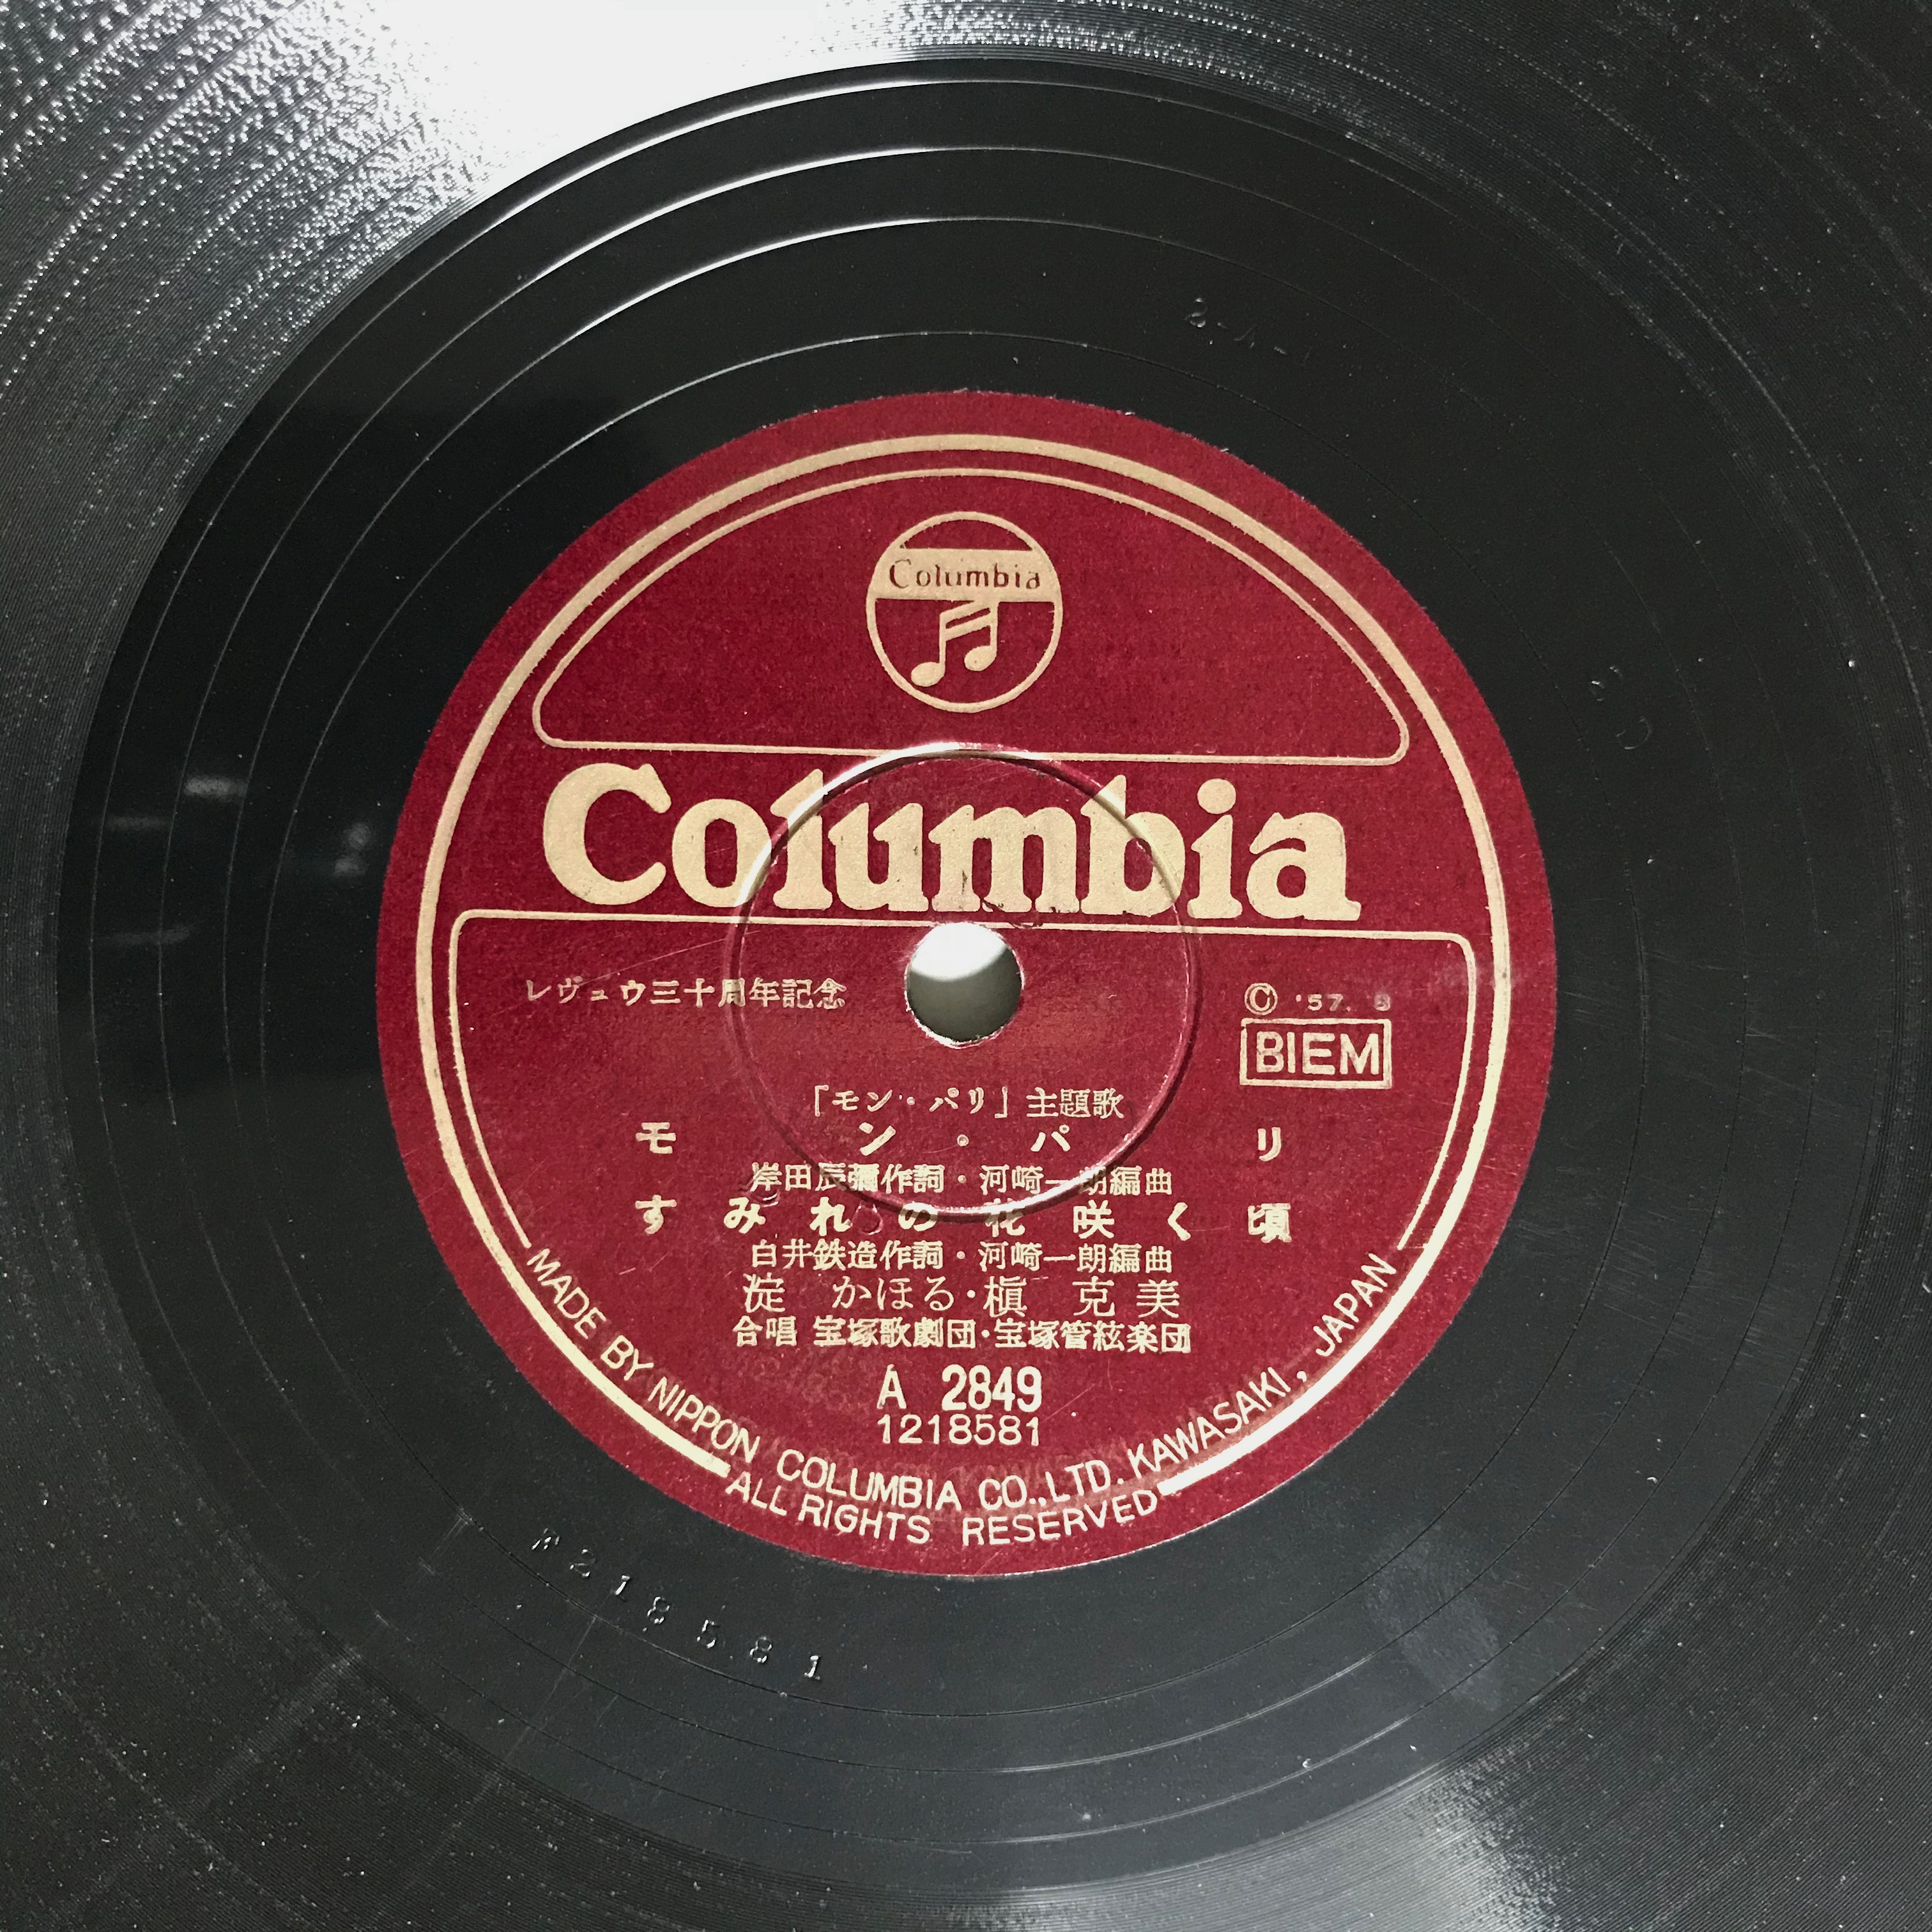 Columbia
Columbia
レヴュウ三十周年記念
Ⓒ '57. 8
BIEM
「モン・パリ」主題歌
モン・パリ
岸田辰彌作詞・河崎一朗編曲
すみれの花咲く頃
白井鉄造作詞・河崎一朗編曲
淀 かほる・槇 克美
合唱 宝塚歌劇団・宝塚管絃楽団
A 2849
1218581
MADE BY NIPPON COLUMBIA CO., LTD. KAWASAKI, JAPAN
ALL RIGHTS RESERVED
218581